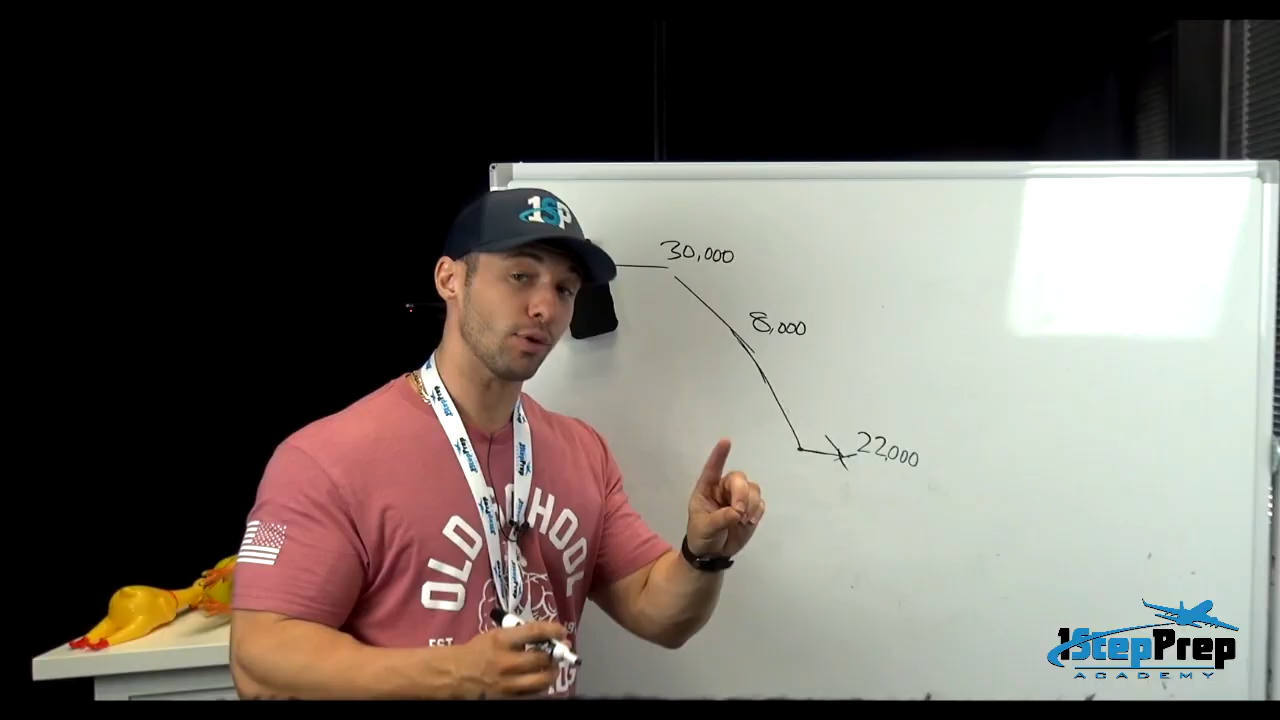 1SP
30,000
8,000
22,000
OLD SCHOOL
EST
1StepPrep
ACADEMY